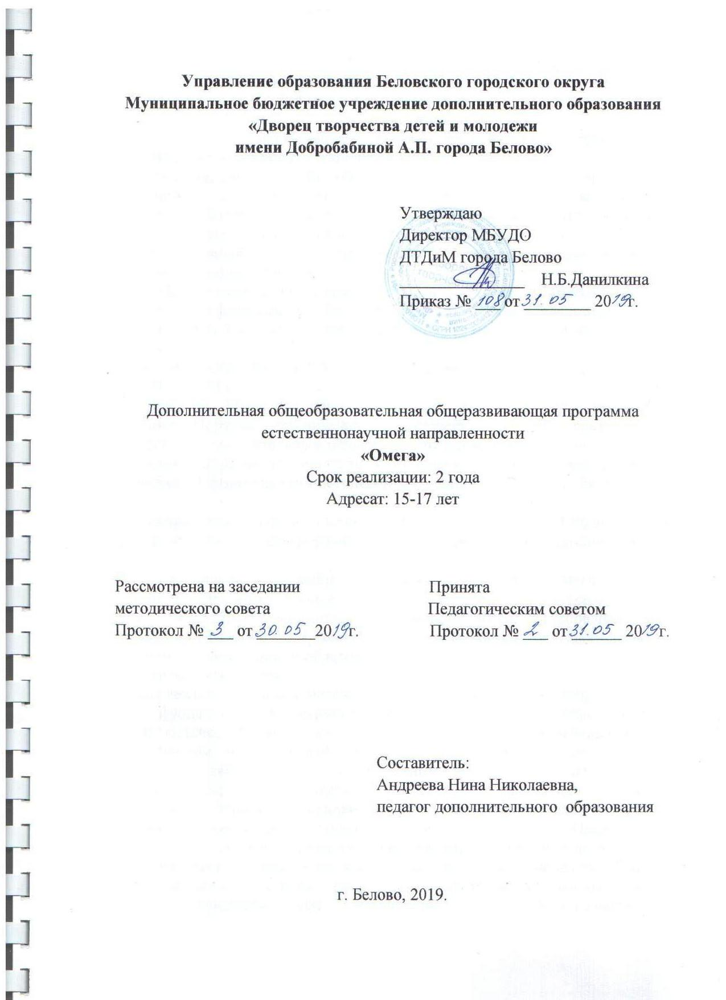 Управление образования Беловского городского округа
Муниципальное бюджетное учреждение дополнительного образования
«Дворец творчества детей и молодежи
имени Добробабиной А.П. города Белово»
Утверждаю
Директор МБУДО
ДТДиМ города Белово
Н.Б.Данилкина
Приказ № 108 от 31.05 2019г.
Дополнительная общеобразовательная общеразвивающая программа
естественнонаучной направленности
«Омега»
Срок реализации: 2 года
Адресат: 15-17 лет
Рассмотрена на заседании
методического совета
Протокол № 3 от 30.05 2019г.
Принята
Педагогическим советом
Протокол № 2 от 31.05 2019г.
Составитель:
Андреева Нина Николаевна,
педагог дополнительного образования
г. Белово, 2019.